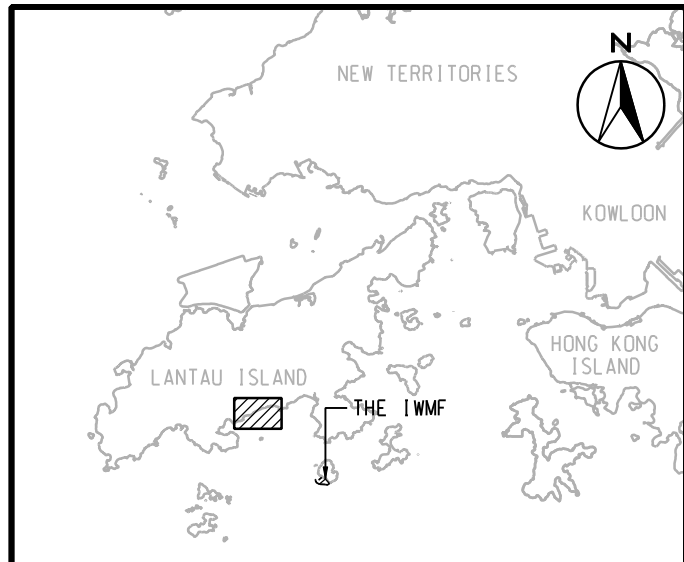 N
NEW TERRITORIES
KOWLOON
HONG KONG
ISLAND
LANTAU ISLAND
THE IWMF